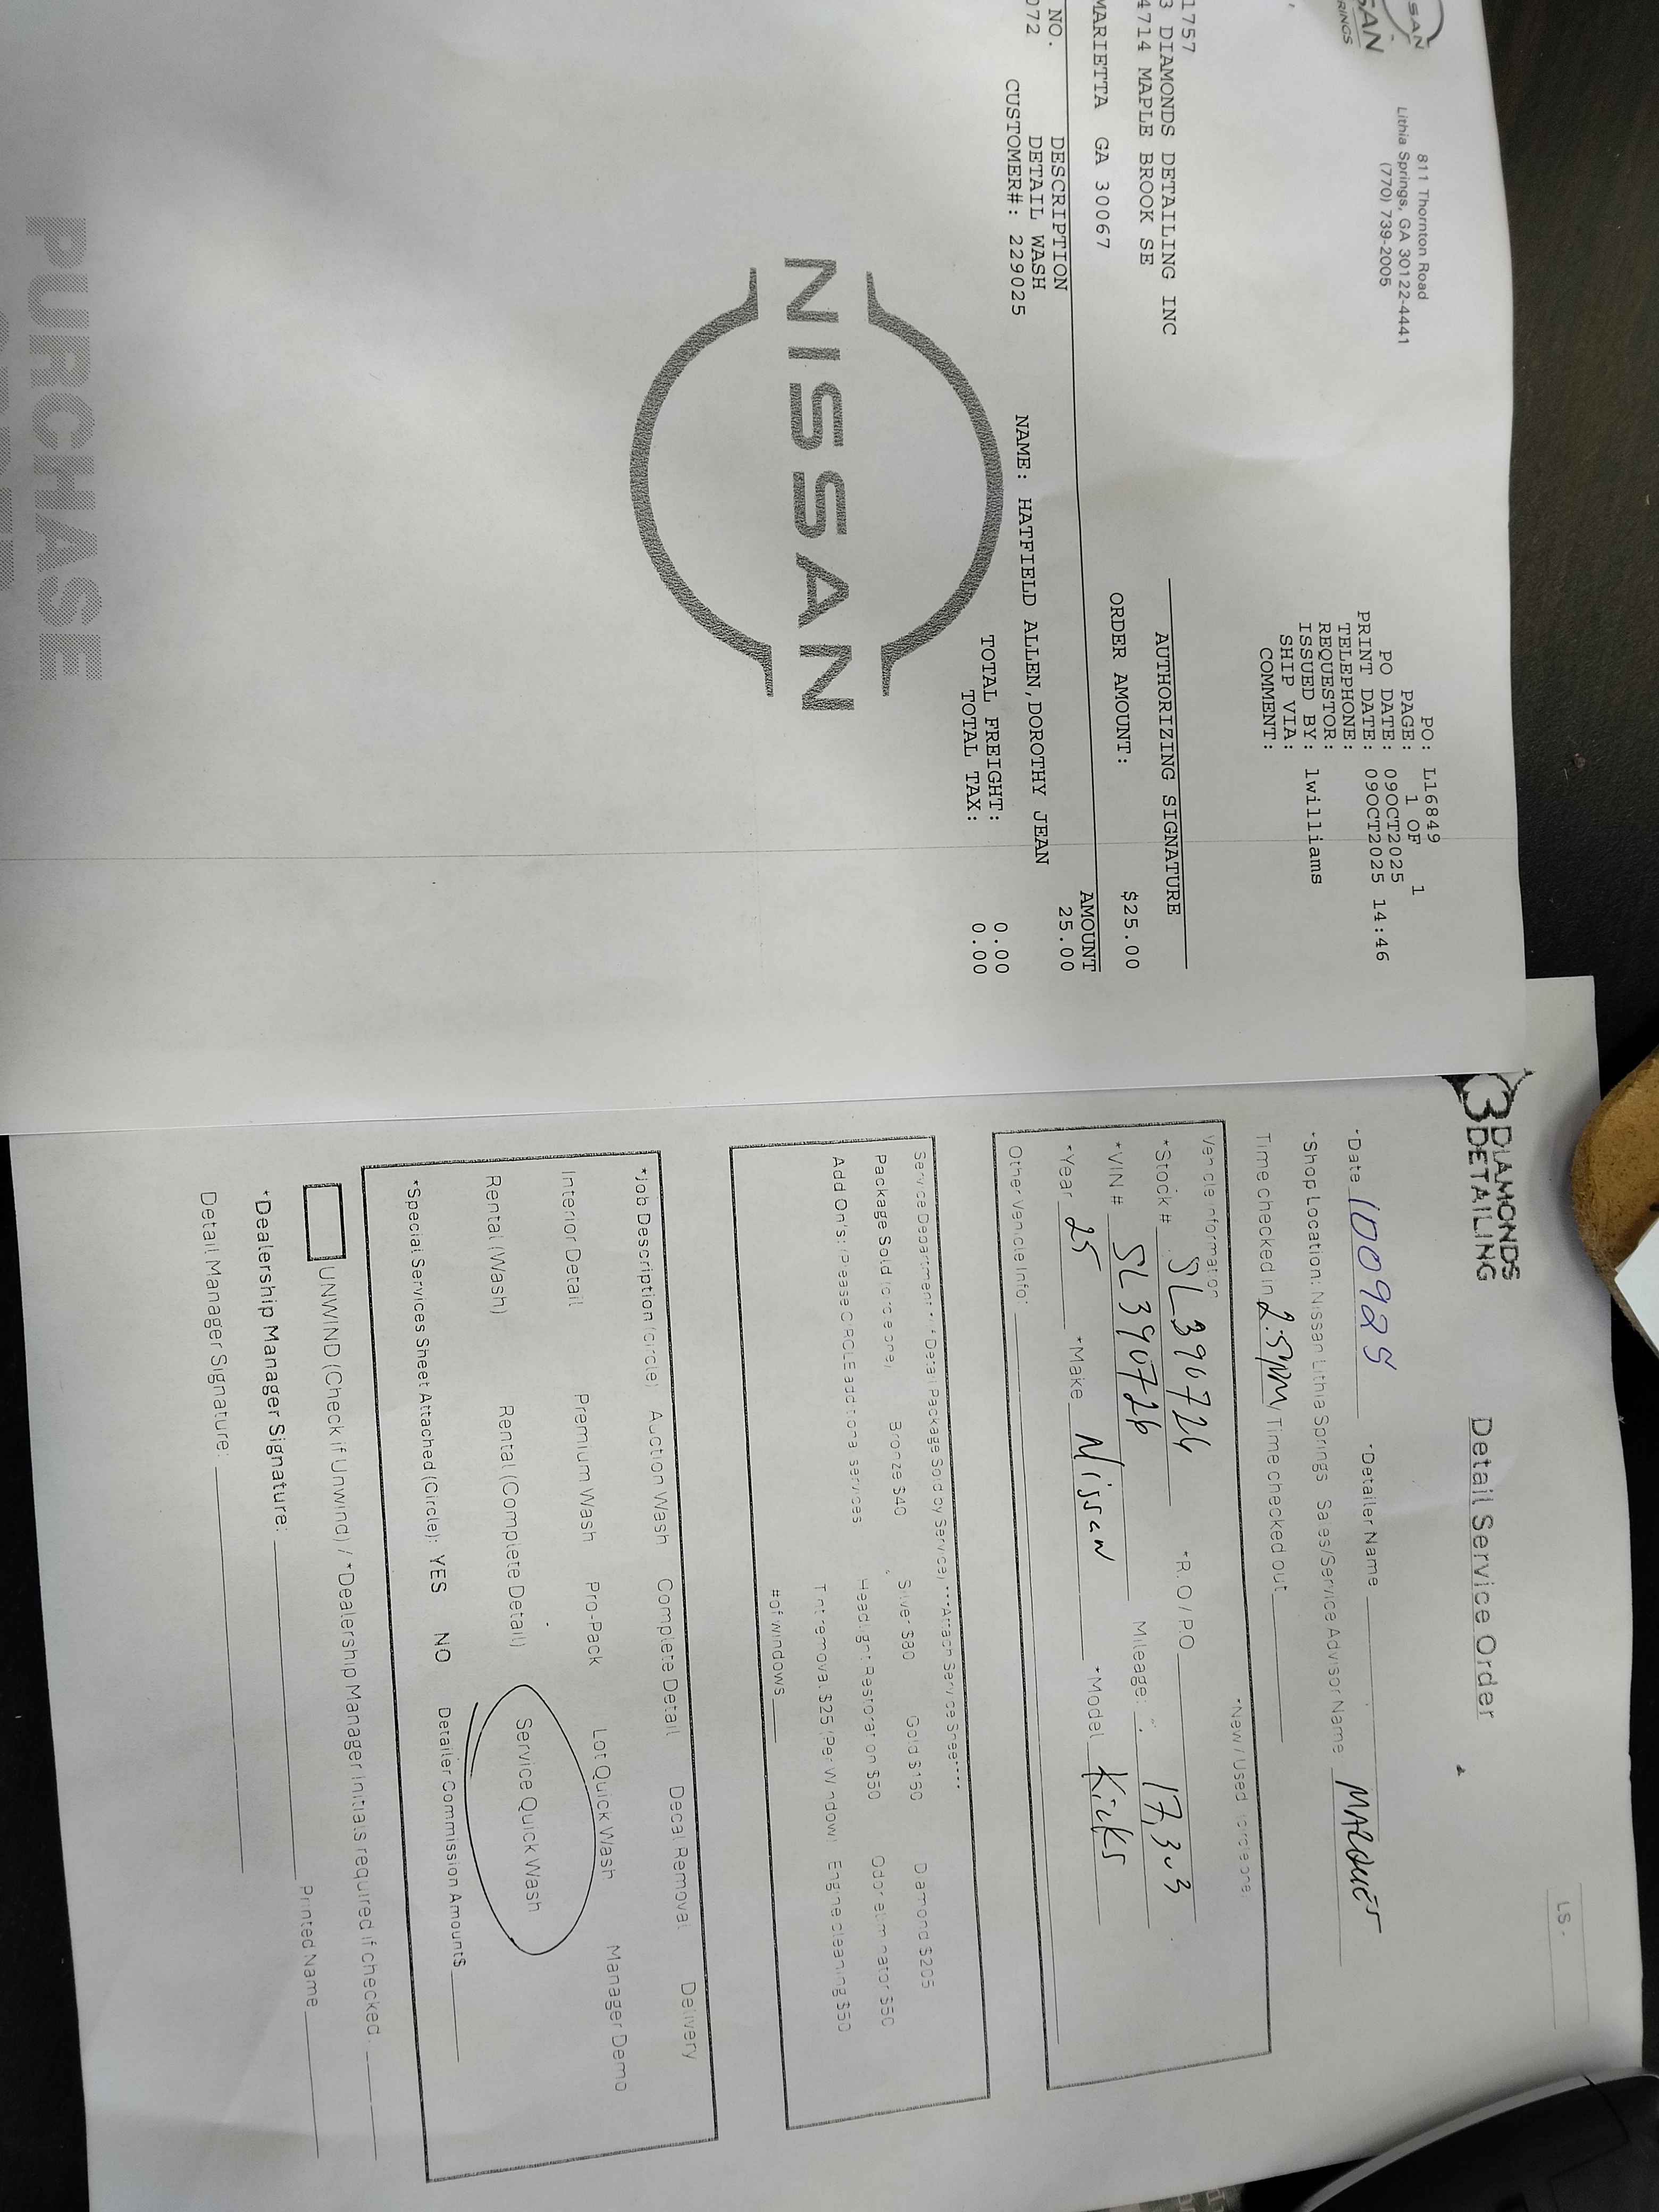 SAN
SAN
RINGS
811 Thornton Road
Lithia Springs, GA 30122-4441
(770) 739-2005
PO: L16849
PAGE: 1 OF 1
PO DATE: 09OCT2025
PRINT DATE: 09OCT2025 14:46
TELEPHONE:
REQUESTOR:
ISSUED BY: lwilliams
SHIP VIA:
COMMENT:
1757
3 DIAMONDS DETAILING INC
4714 MAPLE BROOK SE
MARIETTA GA 30067
AUTHORIZING SIGNATURE
ORDER AMOUNT: $25.00
NO. DESCRIPTION AMOUNT
072 DETAIL WASH 25.00
CUSTOMER#: 229025 NAME: HATFIELD ALLEN,DOROTHY JEAN
TOTAL FREIGHT: 0.00
TOTAL TAX: 0.00
NISSAN
PURCHASE
LS-
3 DIAMONDS
DETAILING
Detail Service Order
*Date 100925 *Detailer Name
*Shop Location: Nissan Lithia Springs Sales/Service Advisor Name MARQUES
Time checked in Time checked out
Vehicle Information *New / Used (circle one)
*Stock # SL390726 *R.O / P.O
*VIN # SL390726 Mileage: 17,303
*Year 25 *Make Nissan *Model Kicks
Other Vehicle Info:
Service Department (If Detail Package Sold by Service) ***Attach Service Sheet***
Package Sold (circle one) Bronze $40 Silver $80 Gold $150 Diamond $205
Add On's: (Please CIRCLE additional services) Headlight Restoration $50 Odor eliminator $50
Tint removal $25 (Per Window) Engine cleaning $50
# of windows
*Job Description (circle) Auction Wash Complete Detail Decal Removal Delivery
Interior Detail Premium Wash Pro-Pack Lot Quick Wash Manager Demo
Rental (Wash) Rental (Complete Detail) Service Quick Wash
*Special Services Sheet Attached (Circle): YES NO Detailer Commission Amount$
UNWIND (Check if Unwind) / *Dealership Manager Initials required if checked.
*Dealership Manager Signature: Printed Name
Detail Manager Signature: